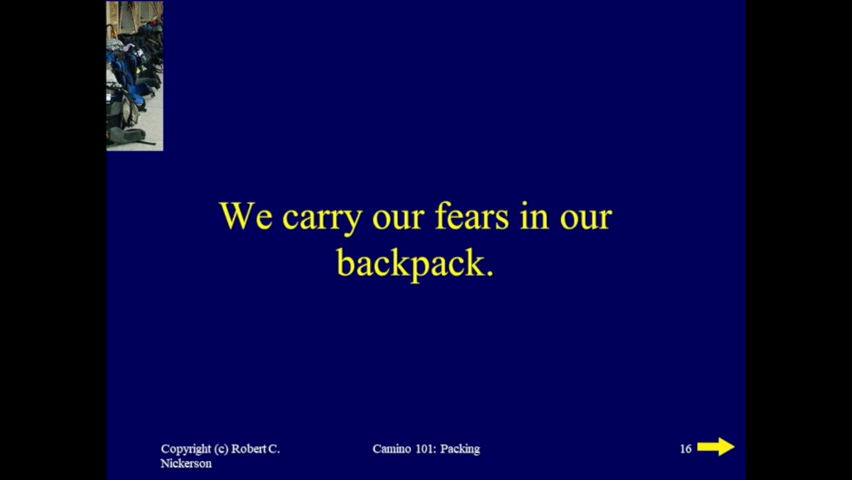 We carry our fears in our
backpack.
Copyright (c) Robert C.
Nickerson
Camino 101: Packing
16